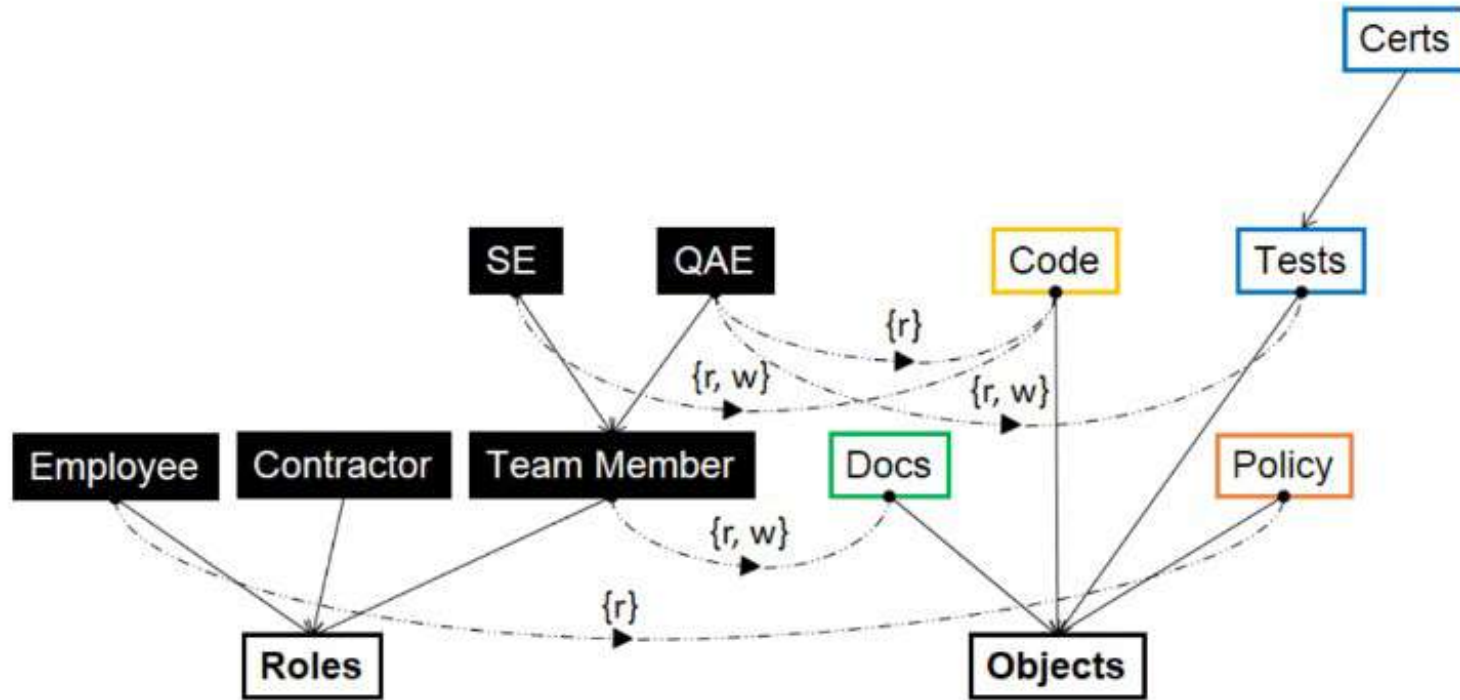 Certs
SE
QAE
Code
Tests
{r}
{r, w}
{r, w}
Employee
Contractor
Team Member
Docs
Policy
{r, w}
{r}
Roles
Objects